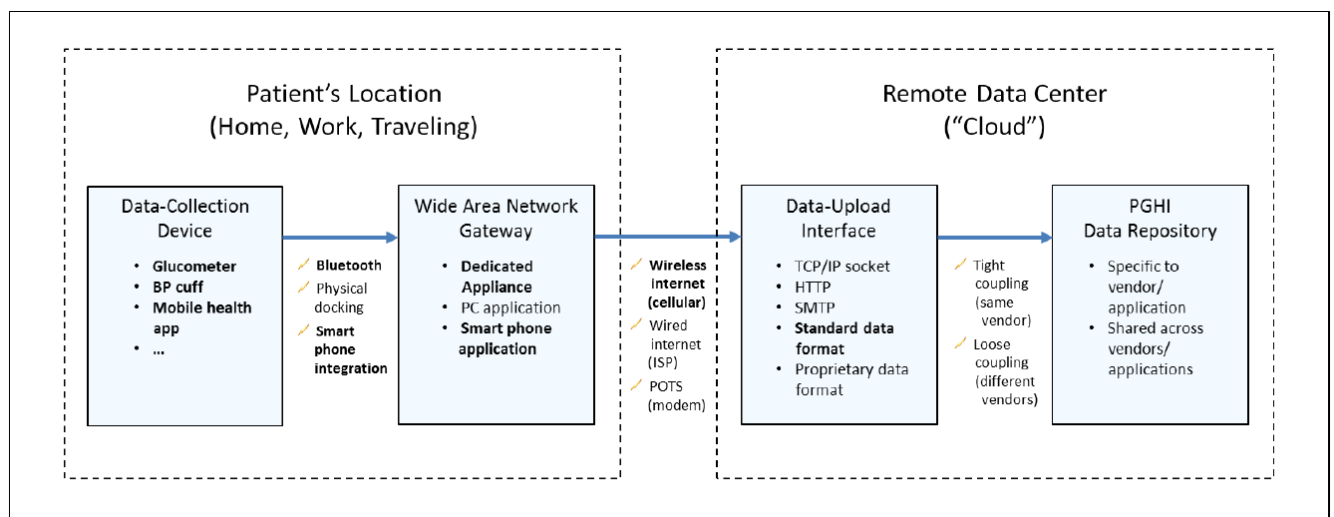 Patient's Location
(Home, Work, Traveling)
Remote Data Center
("Cloud")
Data-Collection
Device
• Glucometer
• BP cuff
• Mobile health
app
• ...
Bluetooth
Physical
docking
Smart
phone
integration
Wide Area Network
Gateway
• Dedicated
Appliance
• PC application
• Smart phone
application
Wireless
Internet
(cellular)
Wired
internet
(ISP)
POTS
(modem)
Data-Upload
Interface
• TCP/IP socket
• HTTP
• SMTP
• Standard data
format
• Proprietary data
format
Tight
coupling
(same
vendor)
Loose
coupling
(different
vendors)
PGHI
Data Repository
• Specific to
vendor/
application
• Shared across
vendors/
applications